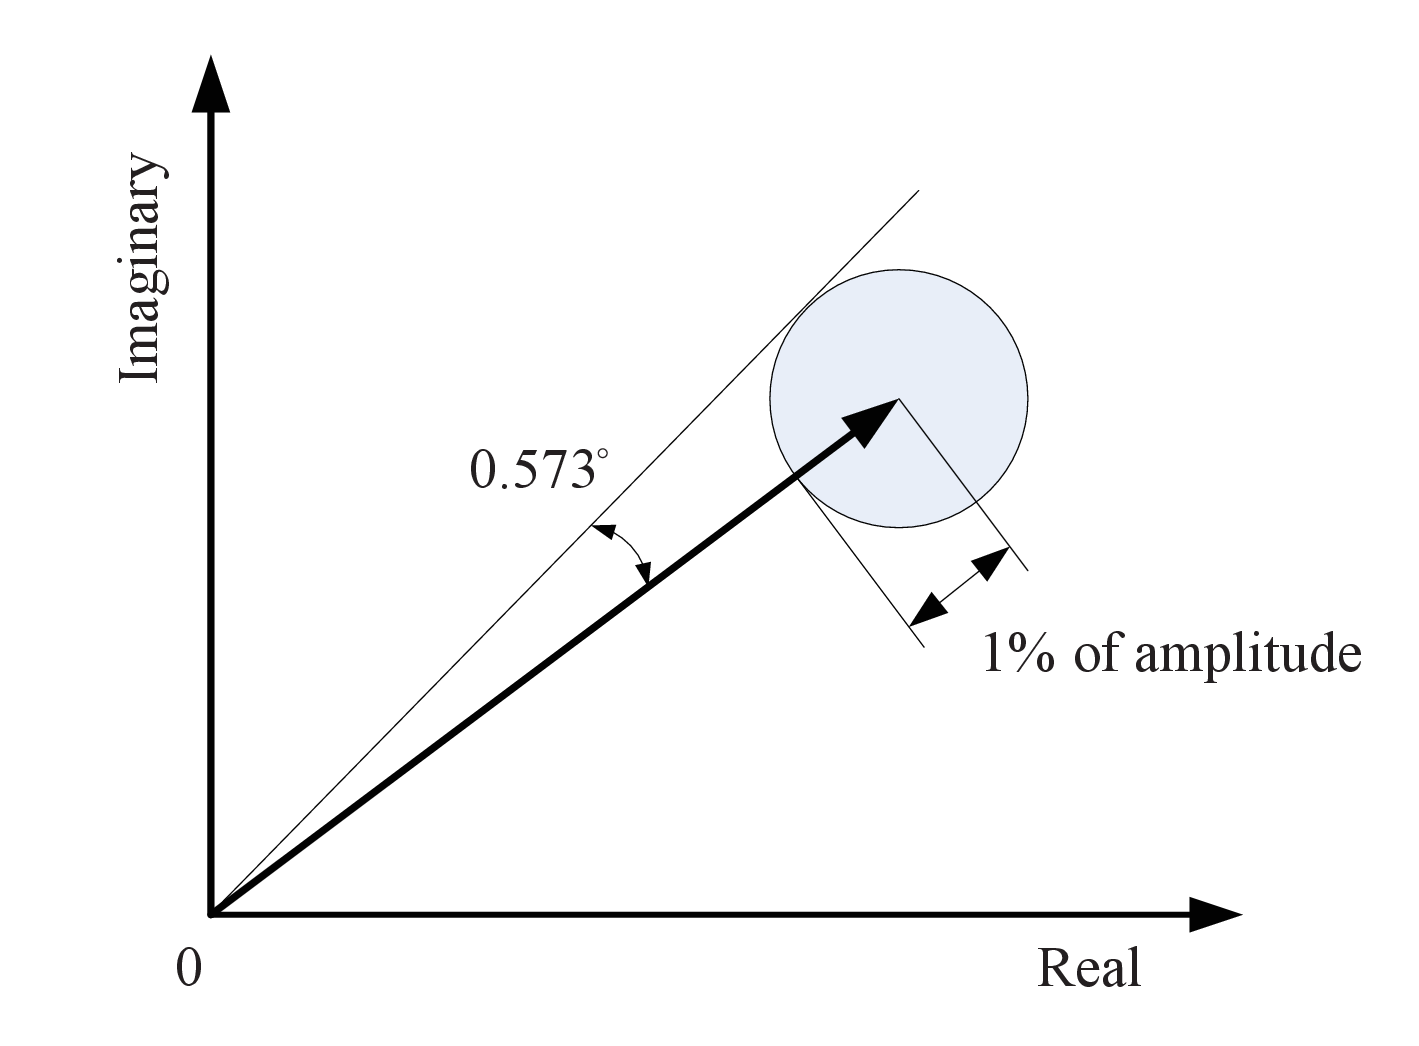 Imaginary
0.573°
1% of amplitude
0
Real